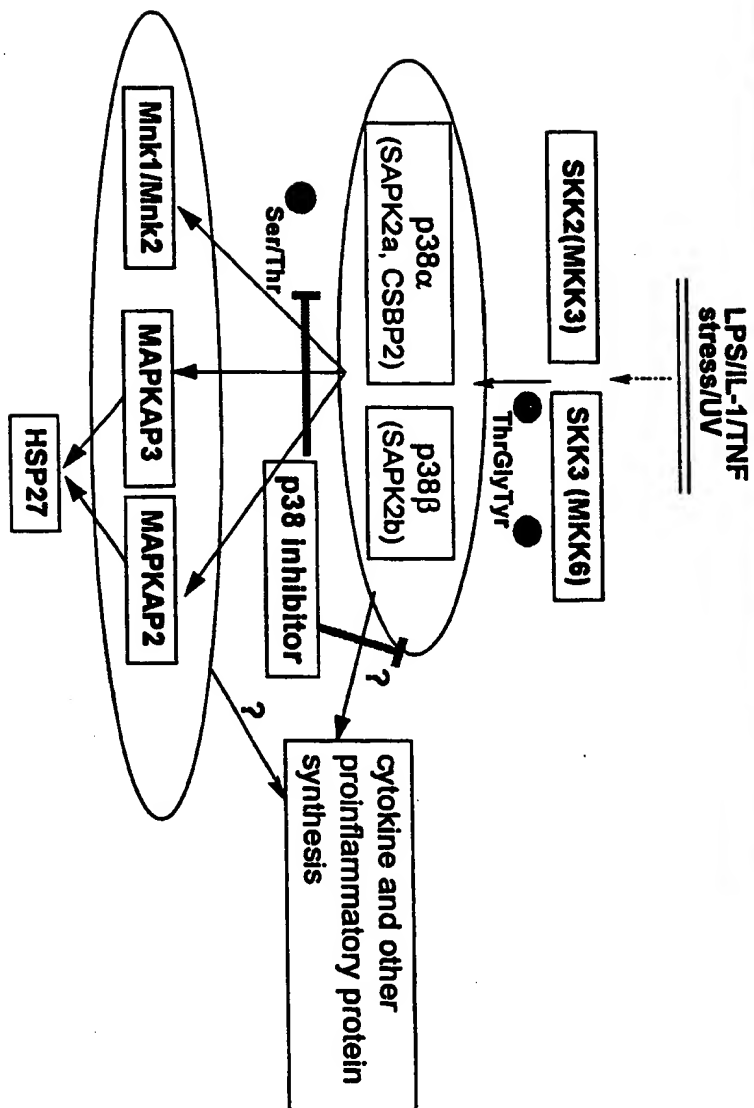 LPS/IL-1/TNF
stress/UV
SKK2(MKK3)
SKK3 (MKK6)
ThrGlyTyr
p38α
(SAPK2a, CSBP2)
p38β
(SAPK2b)
Ser/Thr
p38 inhibitor
?
?
cytokine and other
proinflammatory protein
synthesis
Mnk1/Mnk2
MAPKAP3
MAPKAP2
HSP27